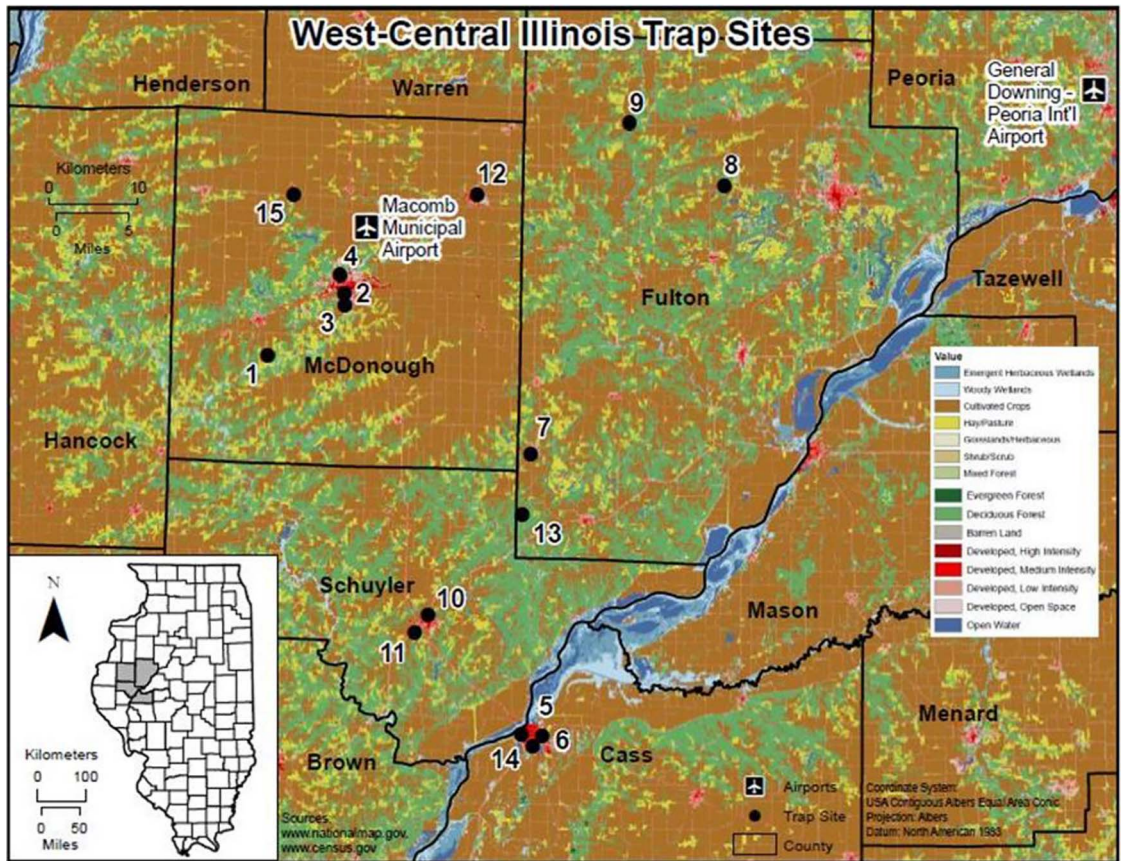 West-Central Illinois Trap Sites
Henderson
Warren
Peoria
General
Downing -
Peoria Int'l
Airport
9
8
Kilometers
0 10
0 5
Miles
15
12
Macomb
Municipal
Airport
4
2
3
1
McDonough
Fulton
Tazewell
Hancock
7
13
Value
Emergent Herbaceous Wetlands
Woody Wetlands
Cultivated Crops
Hay/Pasture
Grasslands/Herbaceous
Shrub/Scrub
Mixed Forest
Evergreen Forest
Deciduous Forest
Barren Land
Developed, High Intensity
Developed, Medium Intensity
Developed, Low Intensity
Developed, Open Space
Open Water
Schuyler
10
11
Mason
N
5
6
14
Cass
Menard
Brown
Kilometers
0 100
0 50
Miles
Sources:
www.nationalmap.gov,
www.census.gov
Airports
Trap Site
County
Coordinate System:
USA Contiguous Albers Equal Area Conic
Projection: Albers
Datum: North American 1983